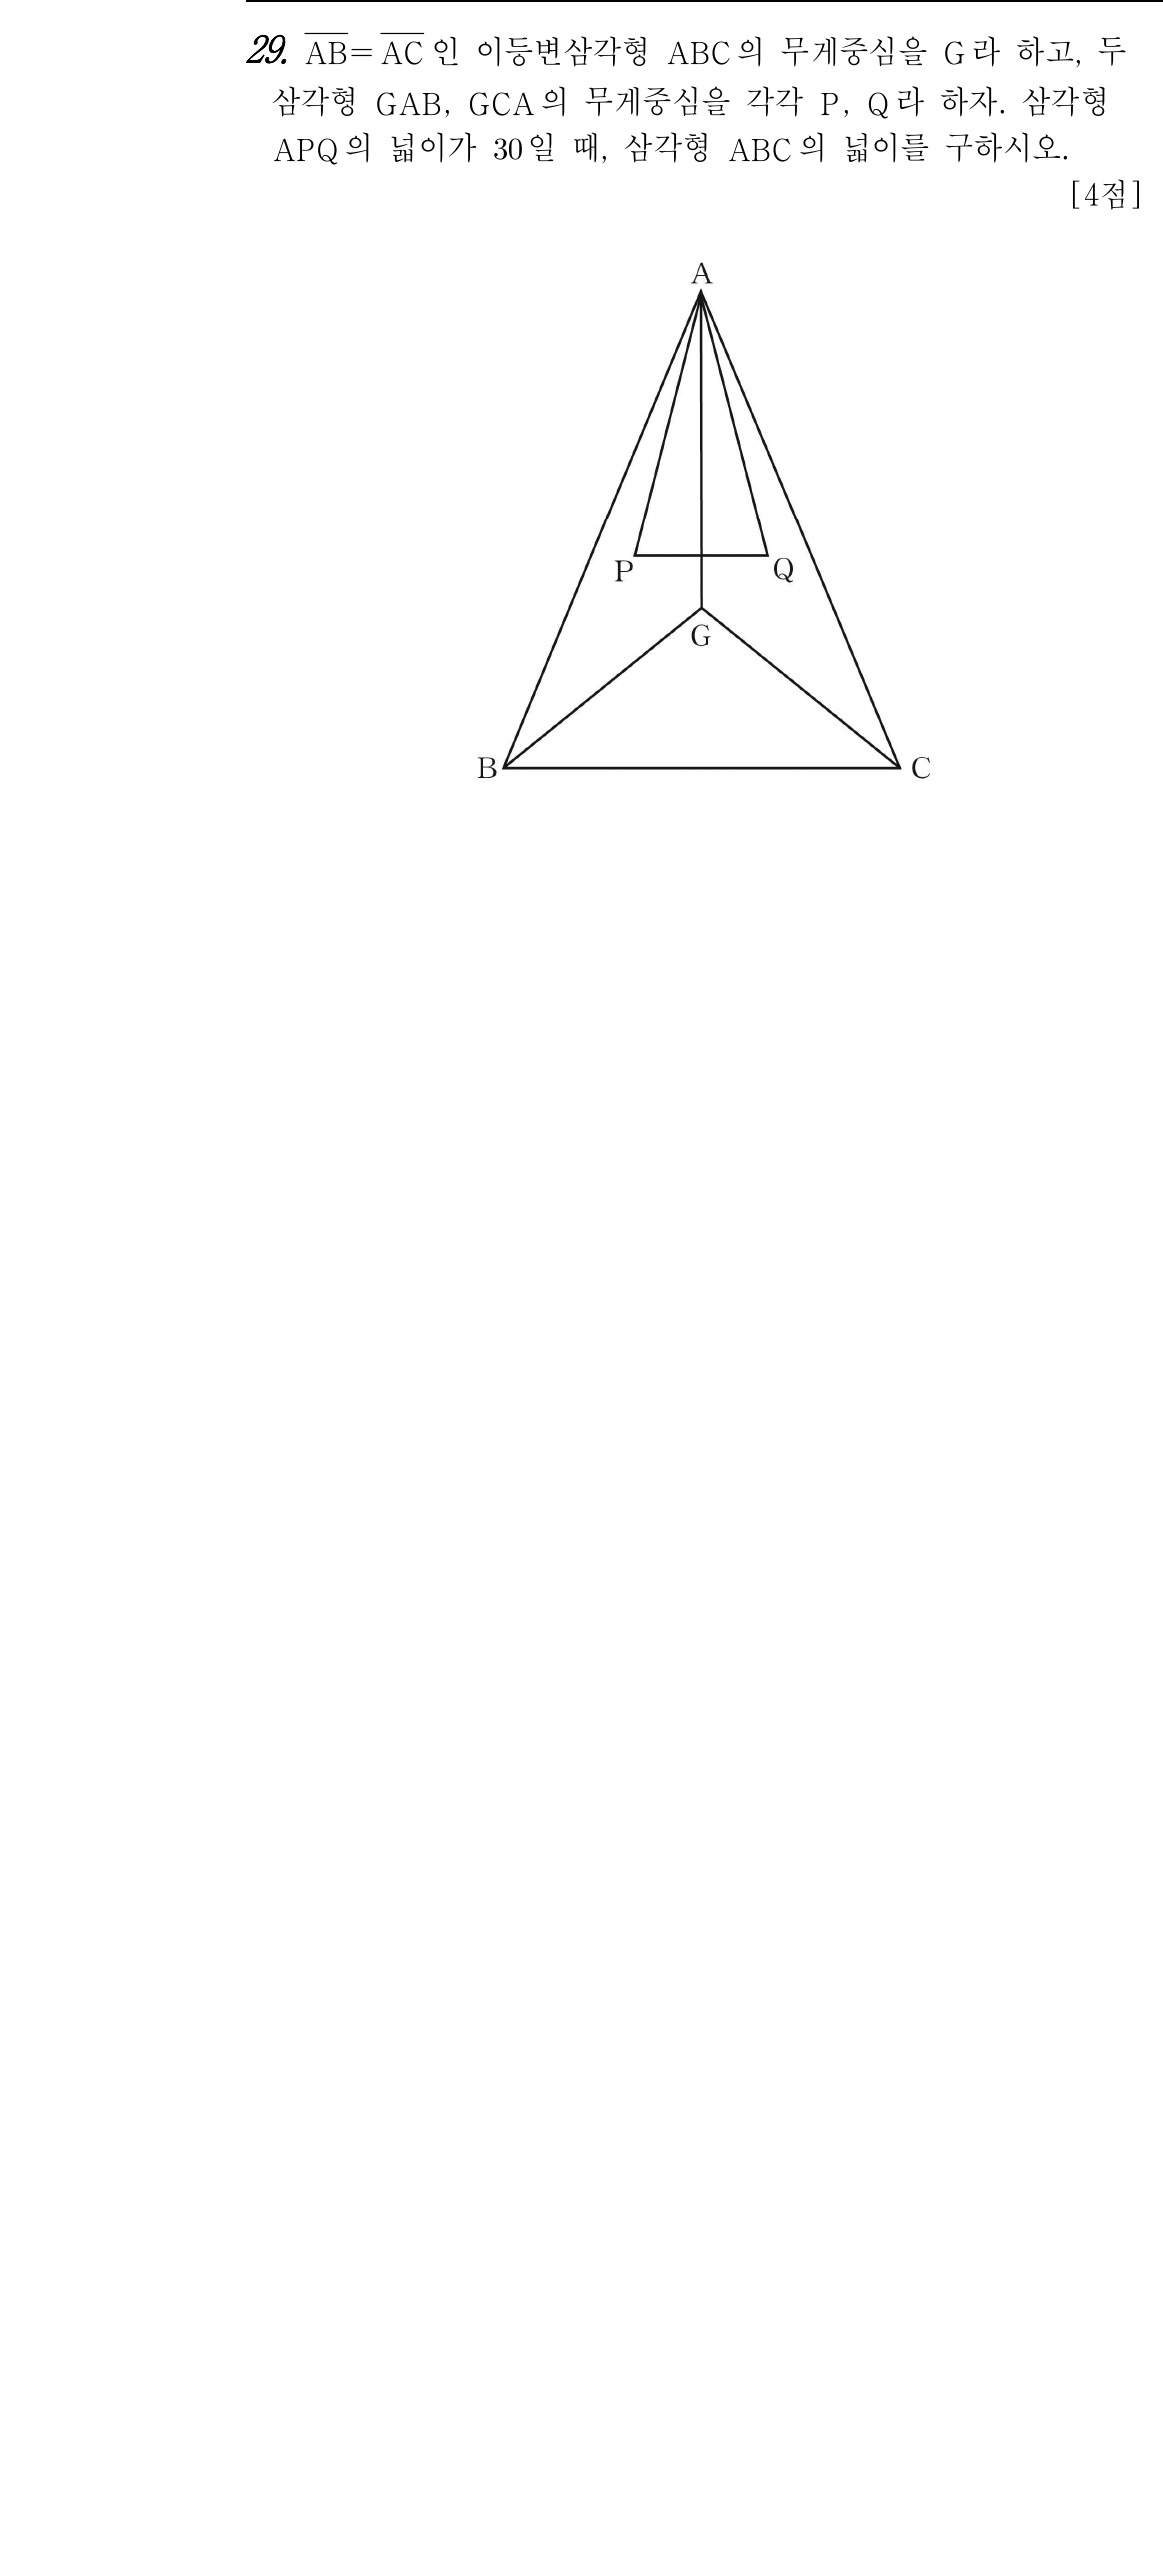 29. AB=AC인 이등변삼각형 ABC의 무게중심을 G라 하고, 두
삼각형 GAB, GCA의 무게중심을 각각 P, Q라 하자. 삼각형
APQ의 넓이가 30일 때, 삼각형 ABC의 넓이를 구하시오.
[4점]
A
P
Q
G
B
C